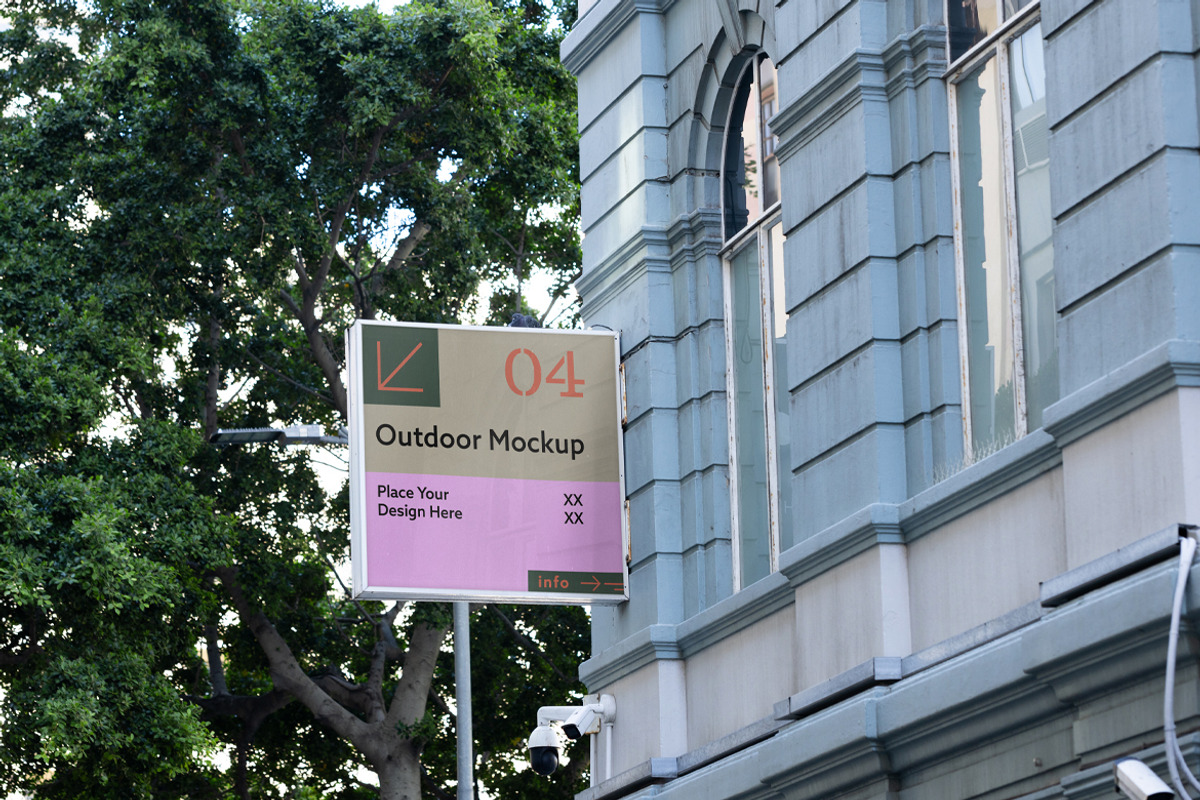 04
Outdoor Mockup
Place Your
Design Here
XX
XX
info